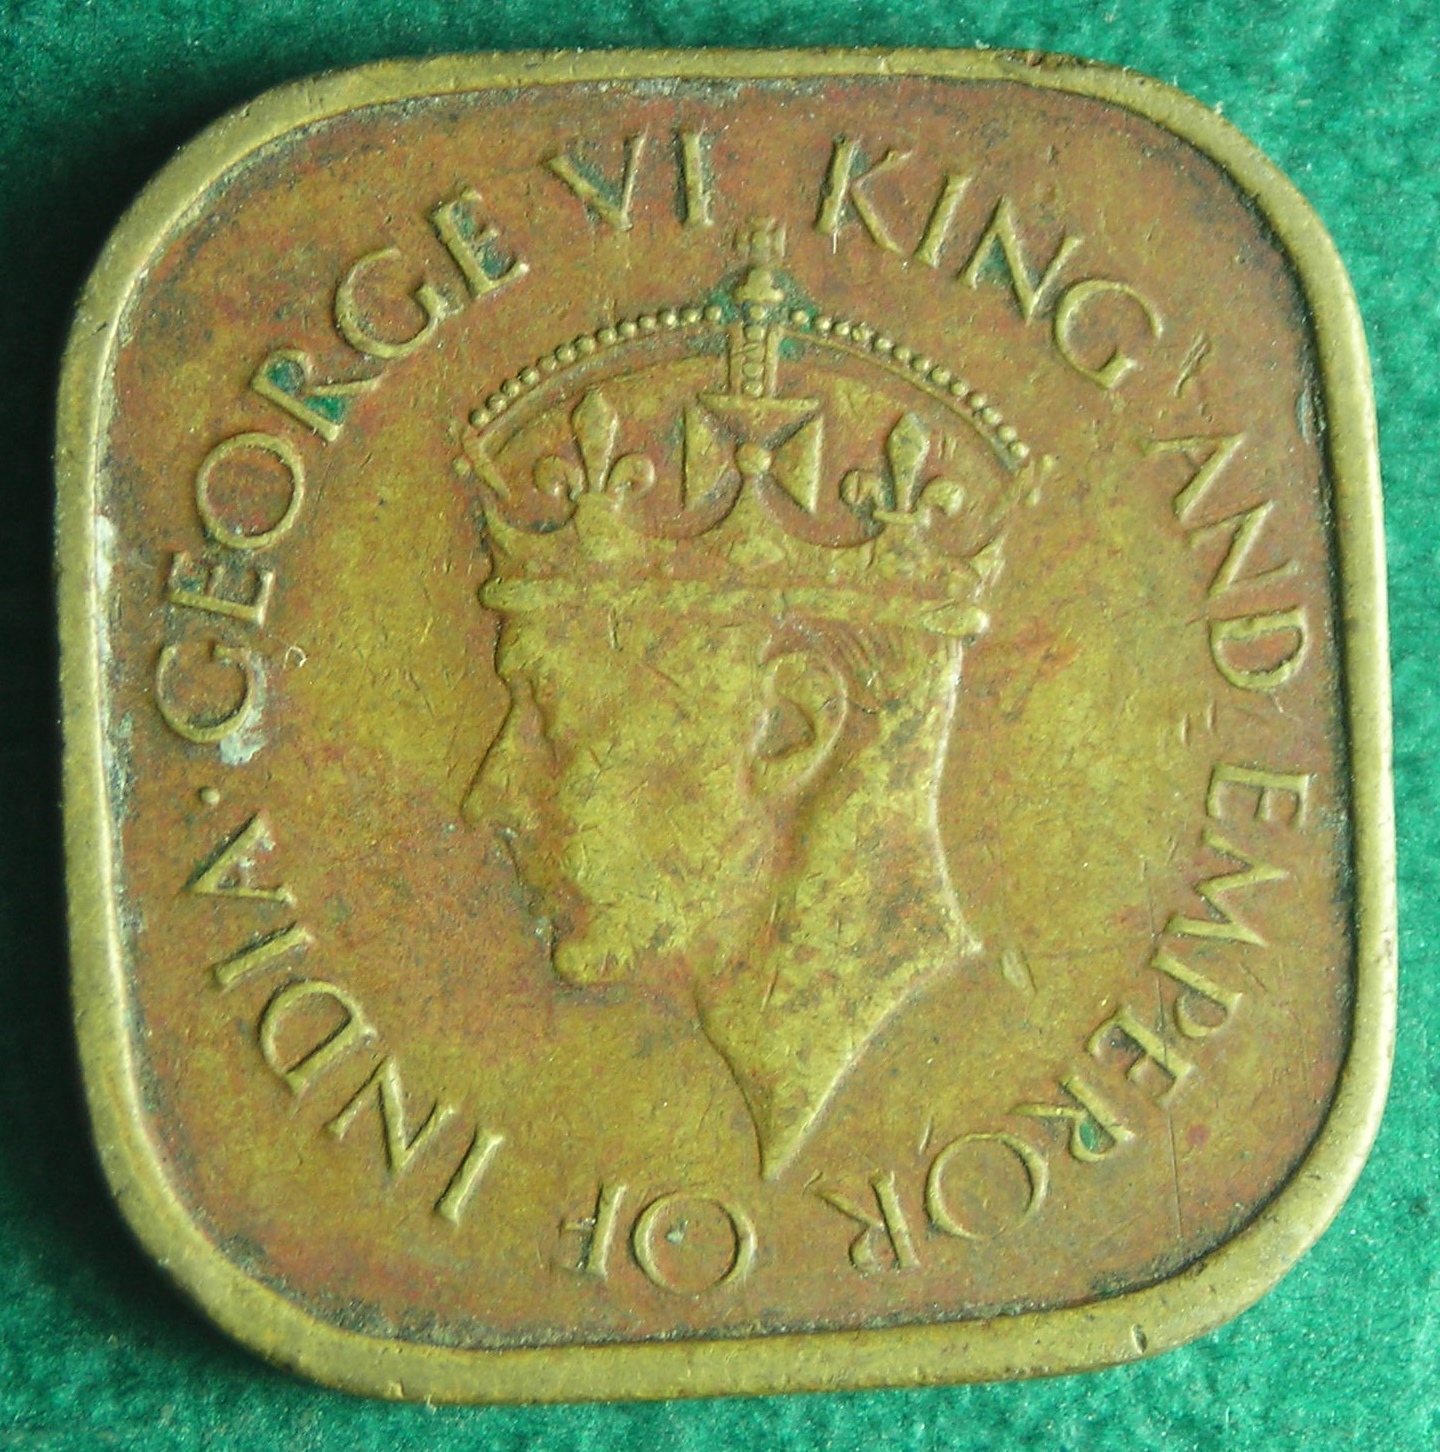 GEORGE VI KING AND EMPEROR OF INDIA ·